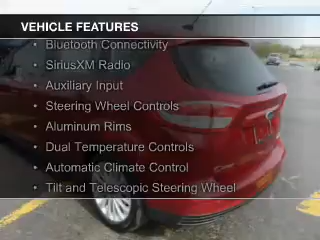 VEHICLE FEATURES
• Bluetooth Connectivity
• SiriusXM Radio
• Auxiliary Input
• Steering Wheel Controls
• Aluminum Rims
• Dual Temperature Controls
• Automatic Climate Control
• Tilt and Telescopic Steering Wheel